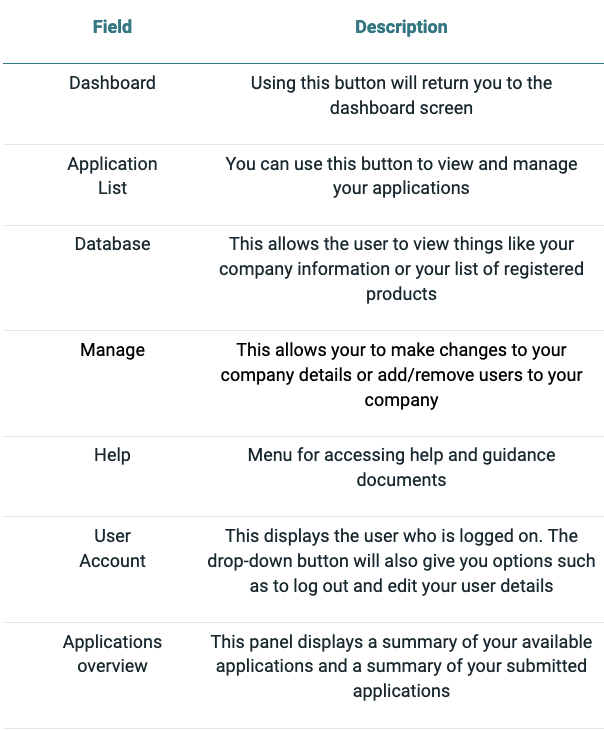 Field Description
Dashboard Using this button will return you to the
dashboard screen
Application You can use this button to view and manage
List your applications
Database This allows the user to view things like your
company information or your list of registered
products
Manage This allows your to make changes to your
company details or add/remove users to your
company
Help Menu for accessing help and guidance
documents
User This displays the user who is logged on. The
Account drop-down button will also give you options such
as to log out and edit your user details
Applications This panel displays a summary of your available
overview applications and a summary of your submitted
applications